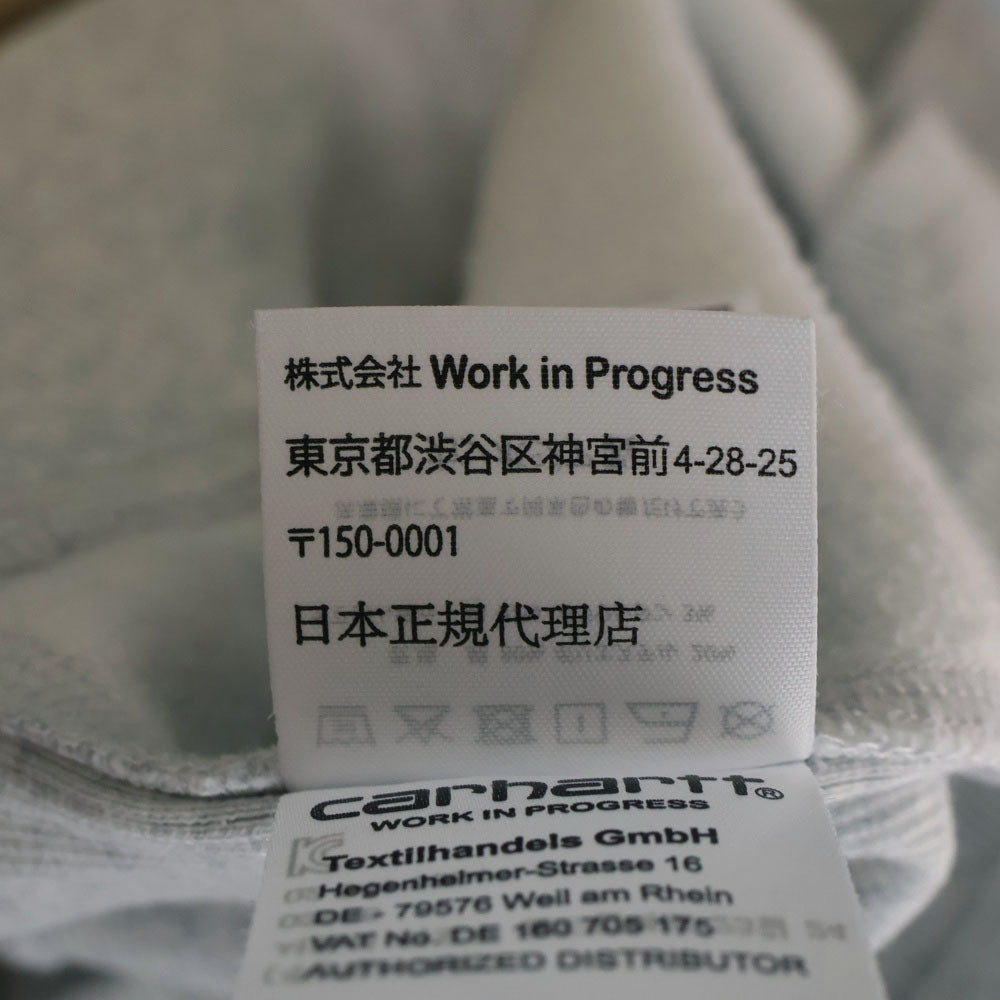 株式会社 Work in Progress
東京都渋谷区神宮前4-28-25
〒150-0001
日本正規代理店
carhartt®
WORK IN PROGRESS
Textilhandels GmbH
Hegenheimer-Strasse 16
DE - 79576 Weil am Rhein
VAT No. DE 160 705 175
AUTHORIZED DISTRIBUTOR